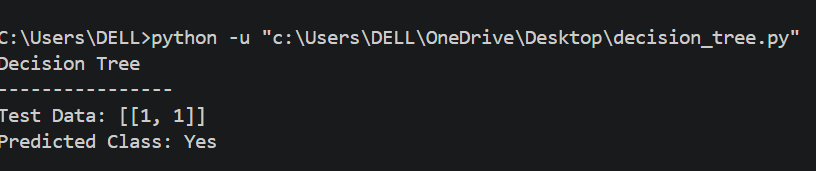 C:\Users\DELL>python -u "c:\Users\DELL\OneDrive\Desktop\decision_tree.py"
Decision Tree
----------------
Test Data: [[1, 1]]
Predicted Class: Yes